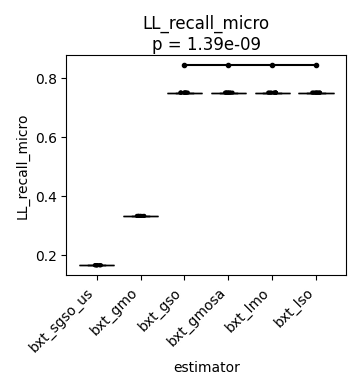 LL_recall_micro
p = 1.39e-09
LL_recall_micro
0.8
0.6
0.4
0.2
bxt_sgso_us
bxt_gmo
bxt_gso
bxt_gmosa
bxt_lmo
bxt_lso
estimator